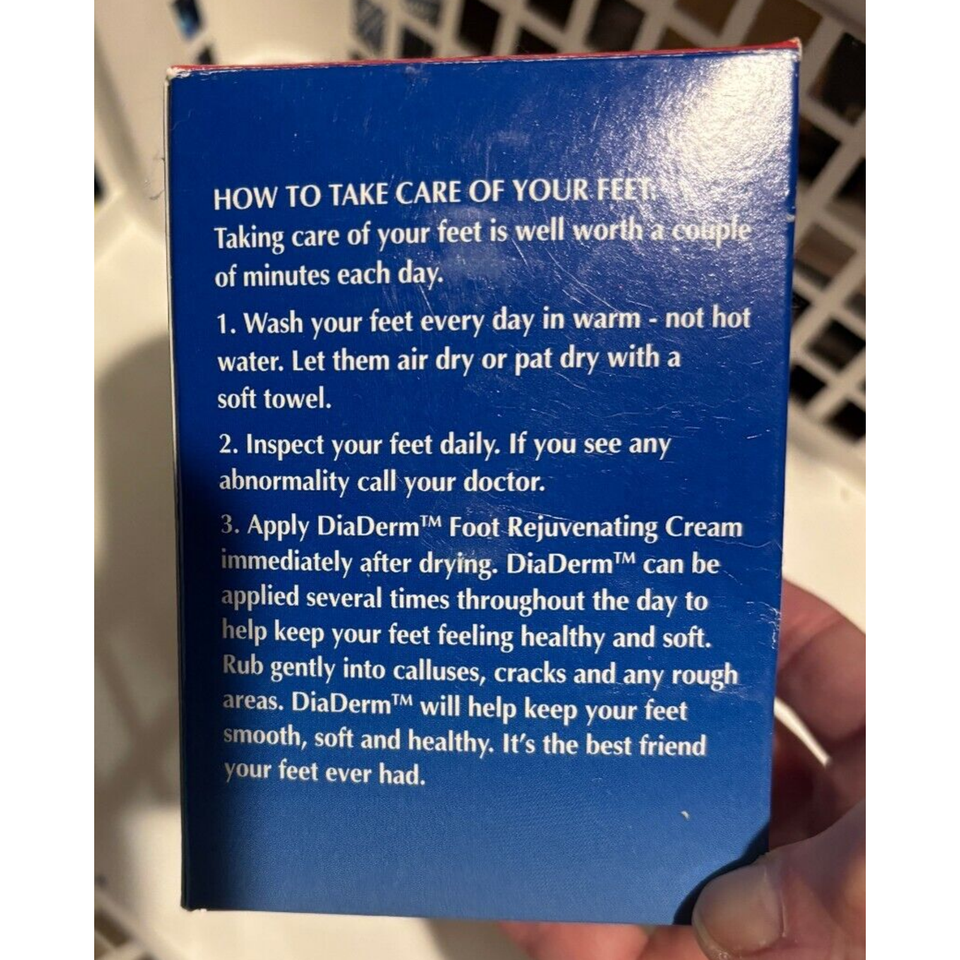 HOW TO TAKE CARE OF YOUR FEET:
Taking care of your feet is well worth a couple
of minutes each day.
1. Wash your feet every day in warm - not hot
water. Let them air dry or pat dry with a
soft towel.
2. Inspect your feet daily. If you see any
abnormality call your doctor.
3. Apply DiaDerm™ Foot Rejuvenating Cream
immediately after drying. DiaDerm™ can be
applied several times throughout the day to
help keep your feet feeling healthy and soft.
Rub gently into calluses, cracks and any rough
areas. DiaDerm™ will help keep your feet
smooth, soft and healthy. It's the best friend
your feet ever had.